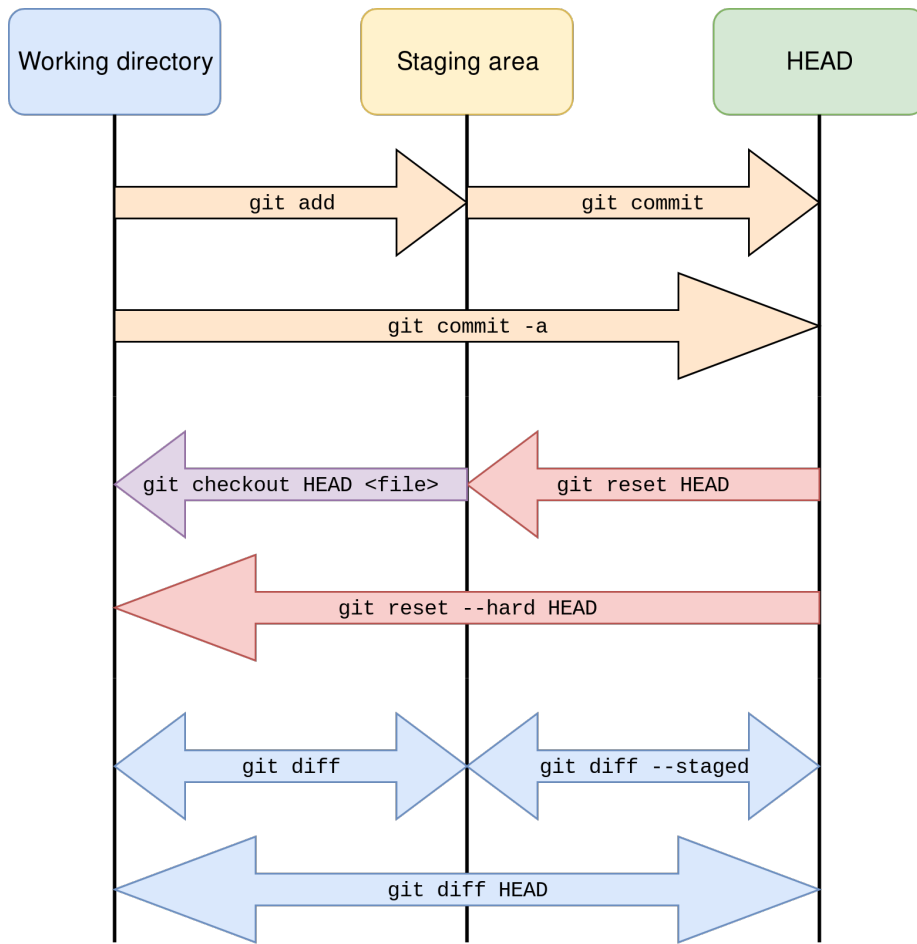 Working directory
Staging area
HEAD
git add
git commit
git commit -a
git checkout HEAD <file>
git reset HEAD
git reset --hard HEAD
git diff
git diff --staged
git diff HEAD